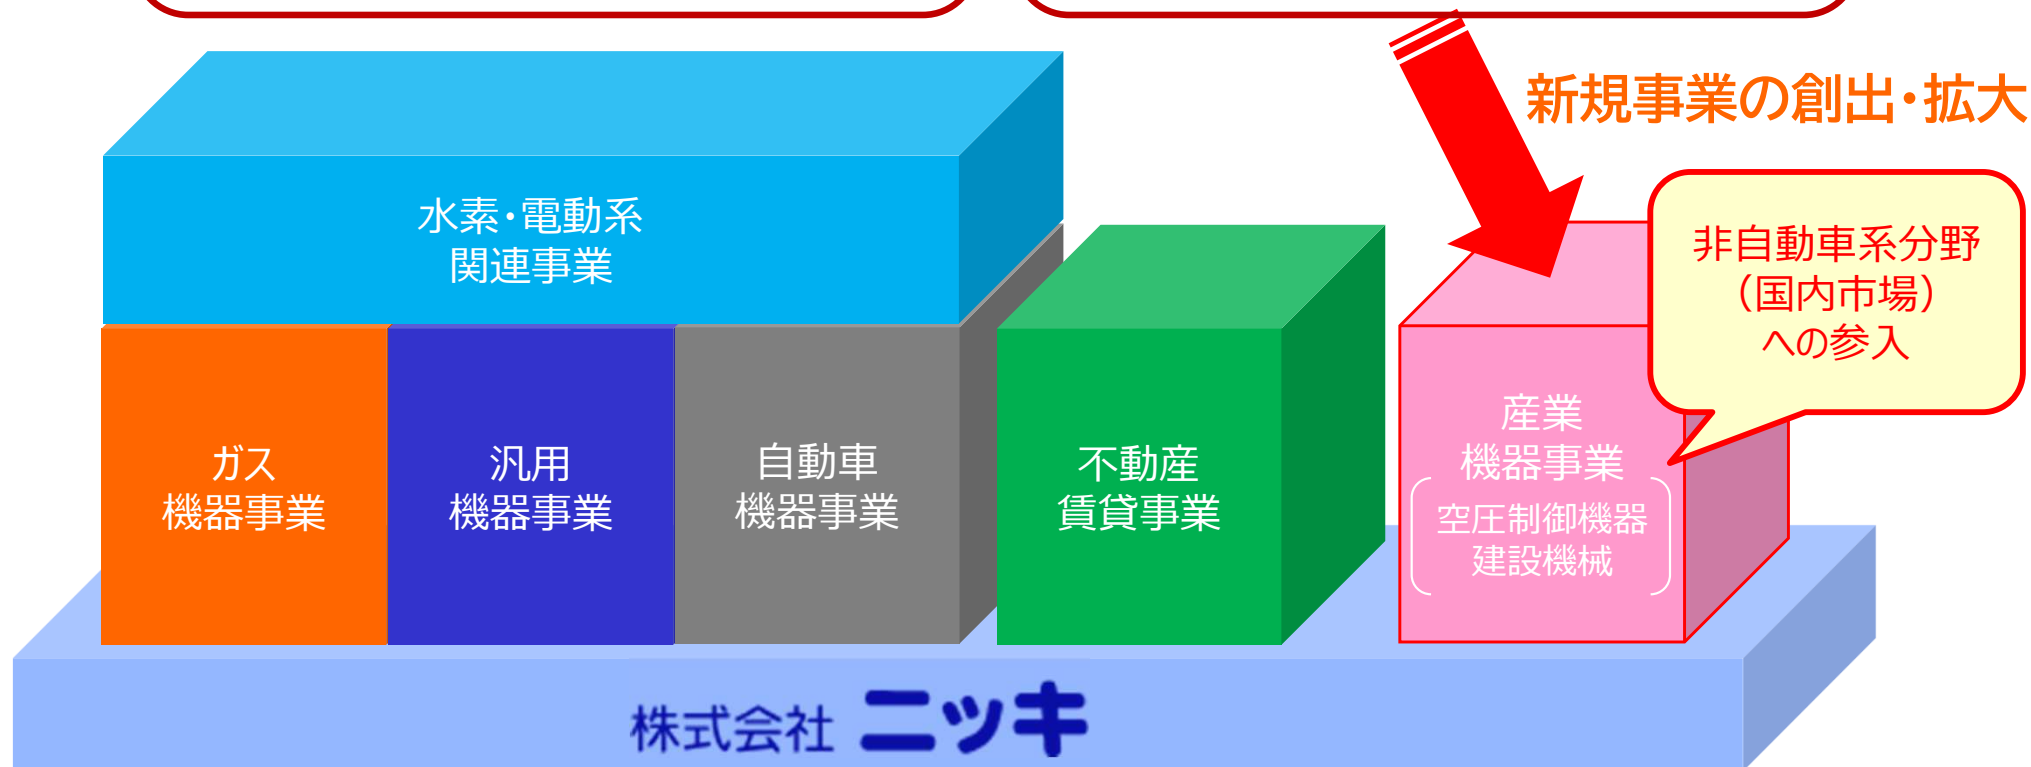 新規事業の創出・拡大
水素・電動系
関連事業
非自動車系分野
（国内市場）
への参入
ガス
機器事業
汎用
機器事業
自動車
機器事業
不動産
賃貸事業
産業
機器事業
空圧制御機器
建設機械
株式会社 ニッキ